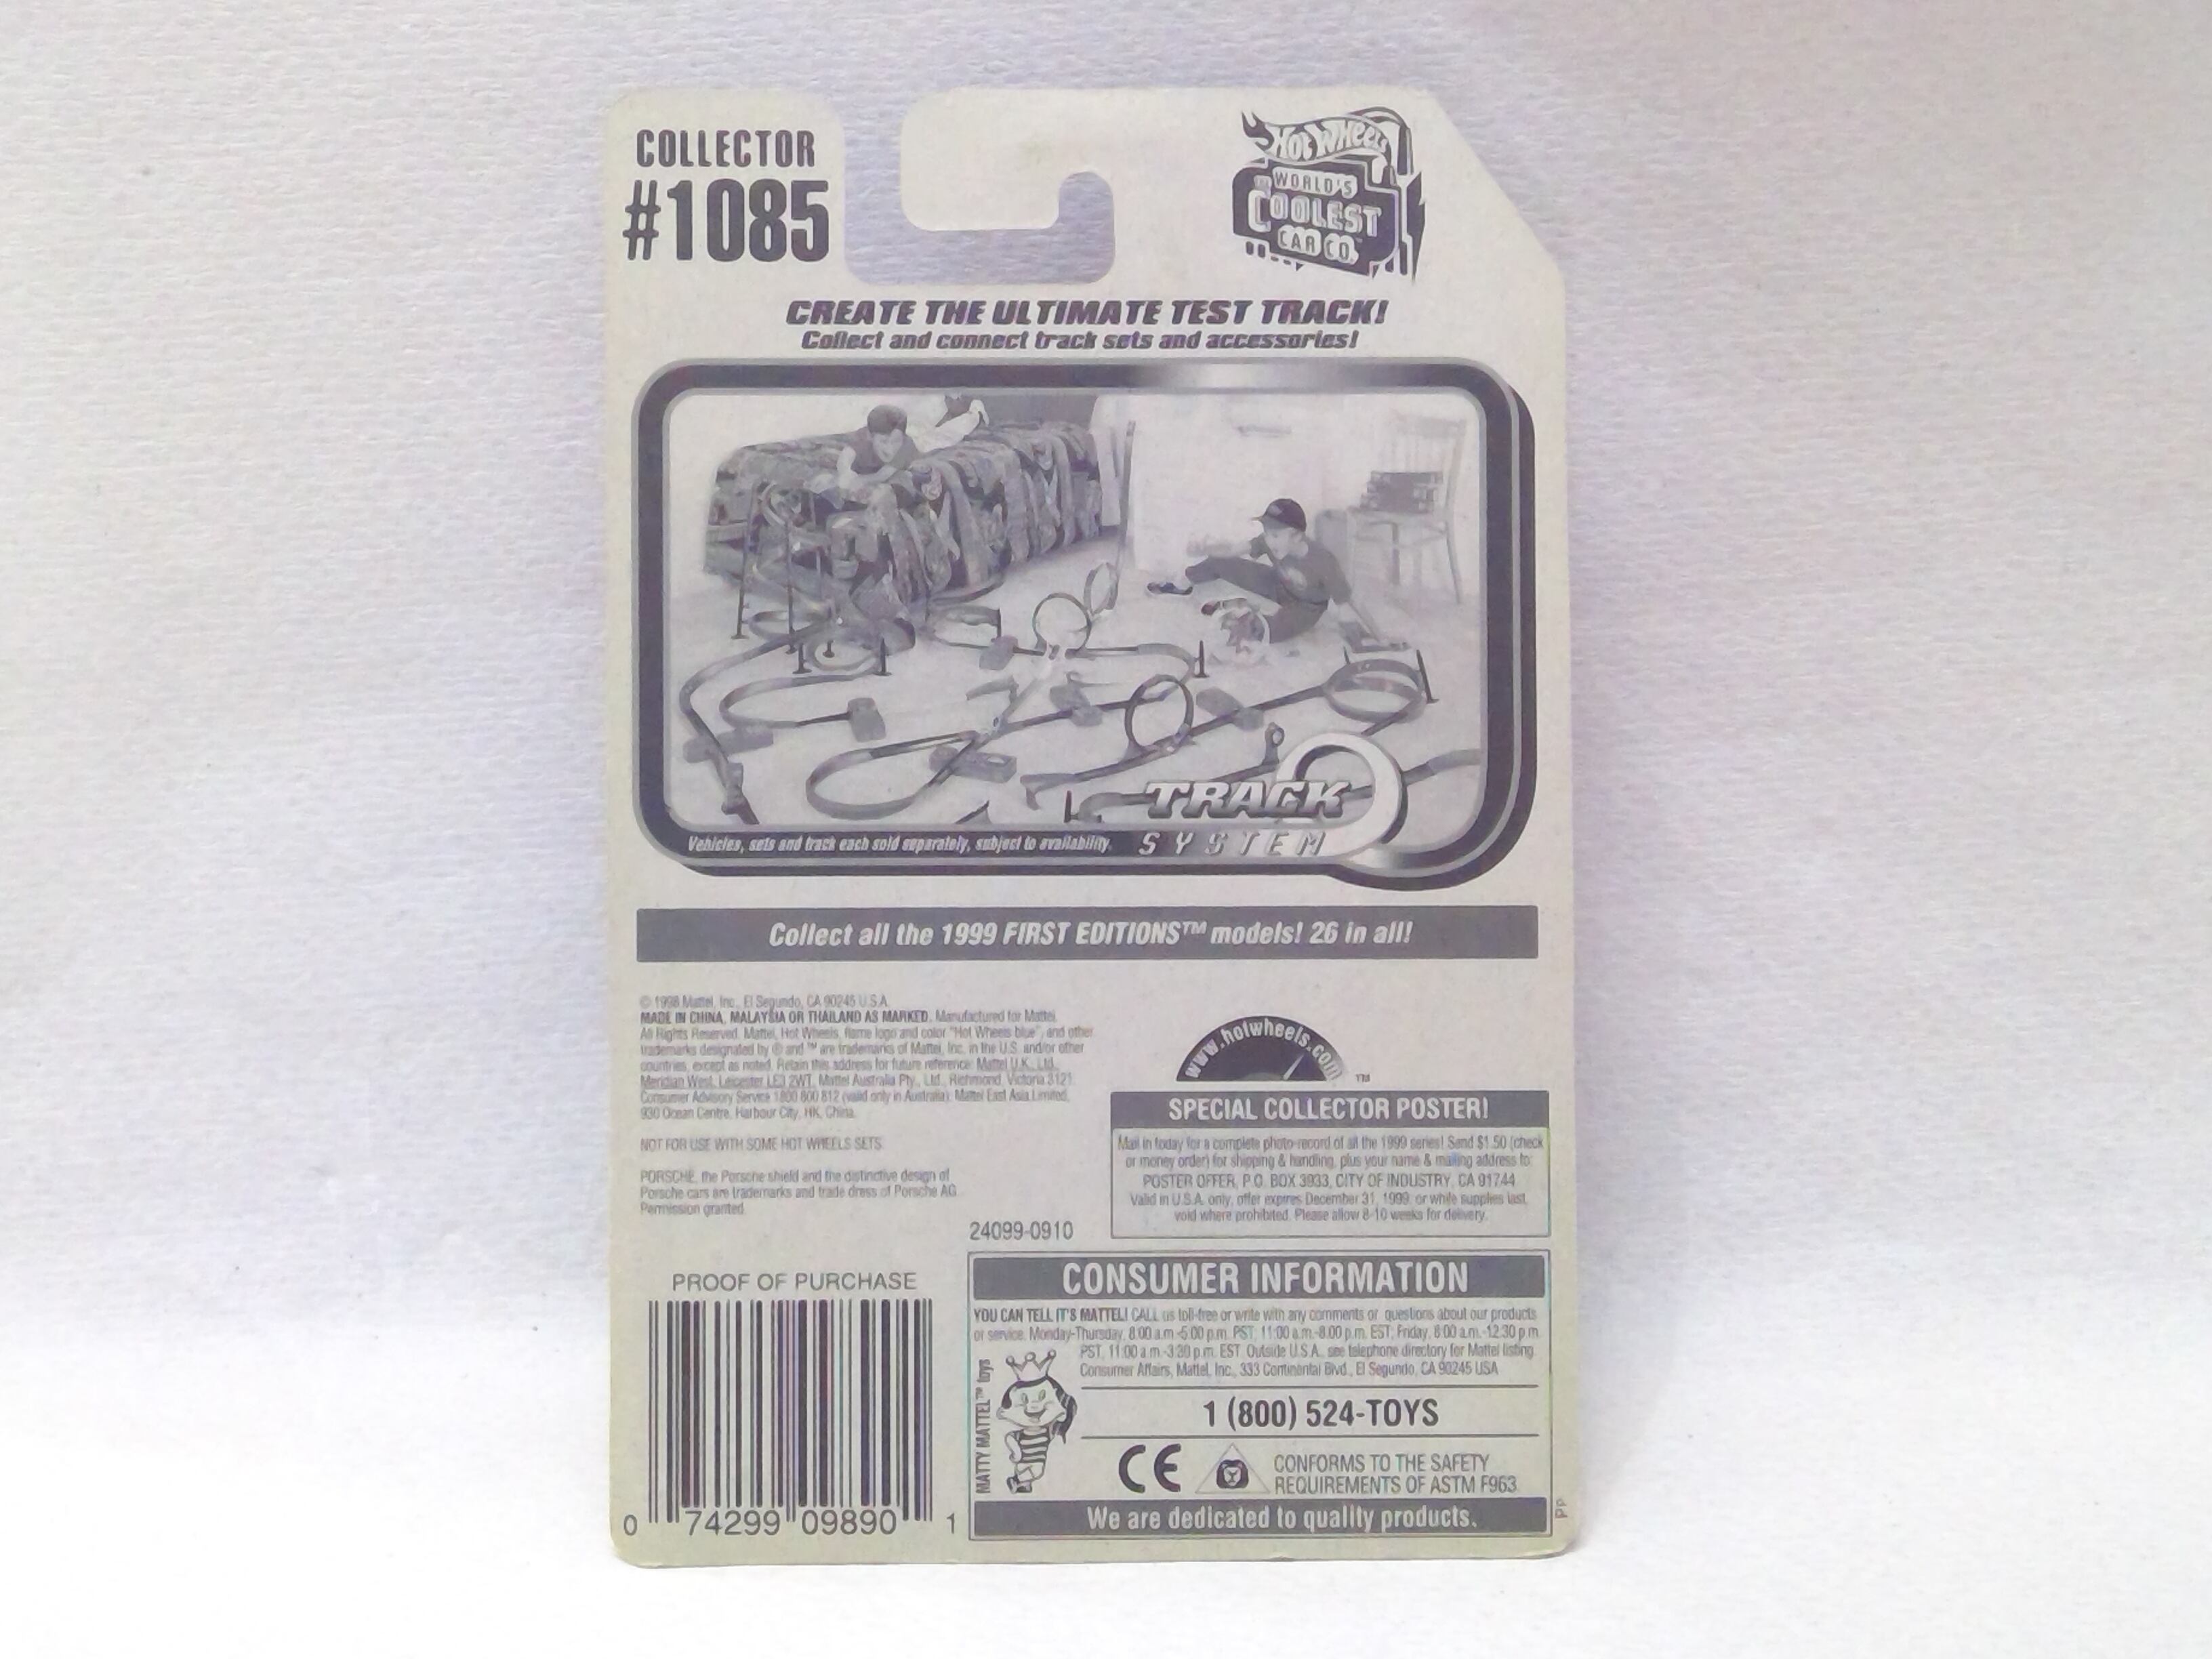 COLLECTOR
#1085
HOT WHEELS
THE WORLD'S
COOLEST
CAR CO.™
CREATE THE ULTIMATE TEST TRACK!
Collect and connect track sets and accessories!
TRACK
SYSTEM
Vehicles, sets and track each sold separately, subject to availability.
Collect all the 1999 FIRST EDITIONS™ models! 26 in all!
© 1998 Mattel, Inc., El Segundo, CA 90245 U.S.A.
MADE IN CHINA, MALAYSIA OR THAILAND AS MARKED. Manufactured for Mattel.
All Rights Reserved. Mattel, Hot Wheels, flame logo and color "Hot Wheels blue", and other
trademarks designated by ® and ™ are trademarks of Mattel, Inc. in the U.S. and/or other
countries, except as noted. Retain this address for future reference: Mattel U.K., Ltd.,
Meridian West, Leicester LE3 2WT. Mattel Australia Pty., Ltd., Richmond, Victoria 3121.
Consumer Advisory Service 1800 800 812 (valid only in Australia). Mattel East Asia Limited,
930 Ocean Centre, Harbour City, HK, China.
NOT FOR USE WITH SOME HOT WHEELS SETS.
PORSCHE, the Porsche shield and the distinctive design of
Porsche cars are trademarks and trade dress of Porsche AG.
Permission granted.
24099-0910
www.hotwheels.com
™
SPECIAL COLLECTOR POSTER!
Mail in today for a complete photo-record of all the 1999 series! Send $1.50 (check
or money order) for shipping & handling, plus your name & mailing address to:
POSTER OFFER, P.O. BOX 3933, CITY OF INDUSTRY, CA 91744
Valid in U.S.A. only, offer expires December 31, 1999, or while supplies last,
void where prohibited. Please allow 8-10 weeks for delivery.
PROOF OF PURCHASE
0 74299 09890 1
CONSUMER INFORMATION
YOU CAN TELL IT'S MATTEL! CALL us toll-free or write with any comments or questions about our products
or service. Monday-Thursday, 8:00 a.m.-5:00 p.m. PST; 11:00 a.m.-8:00 p.m. EST; Friday, 8:00 a.m.-12:30 p.m.
PST, 11:00 a.m.-3:30 p.m. EST. Outside U.S.A., see telephone directory for Mattel listing.
Consumer Affairs, Mattel, Inc., 333 Continental Blvd., El Segundo, CA 90245 USA
MATTY MATTEL™ toys
1 (800) 524-TOYS
CE
CONFORMS TO THE SAFETY
REQUIREMENTS OF ASTM F963
We are dedicated to quality products.
PP